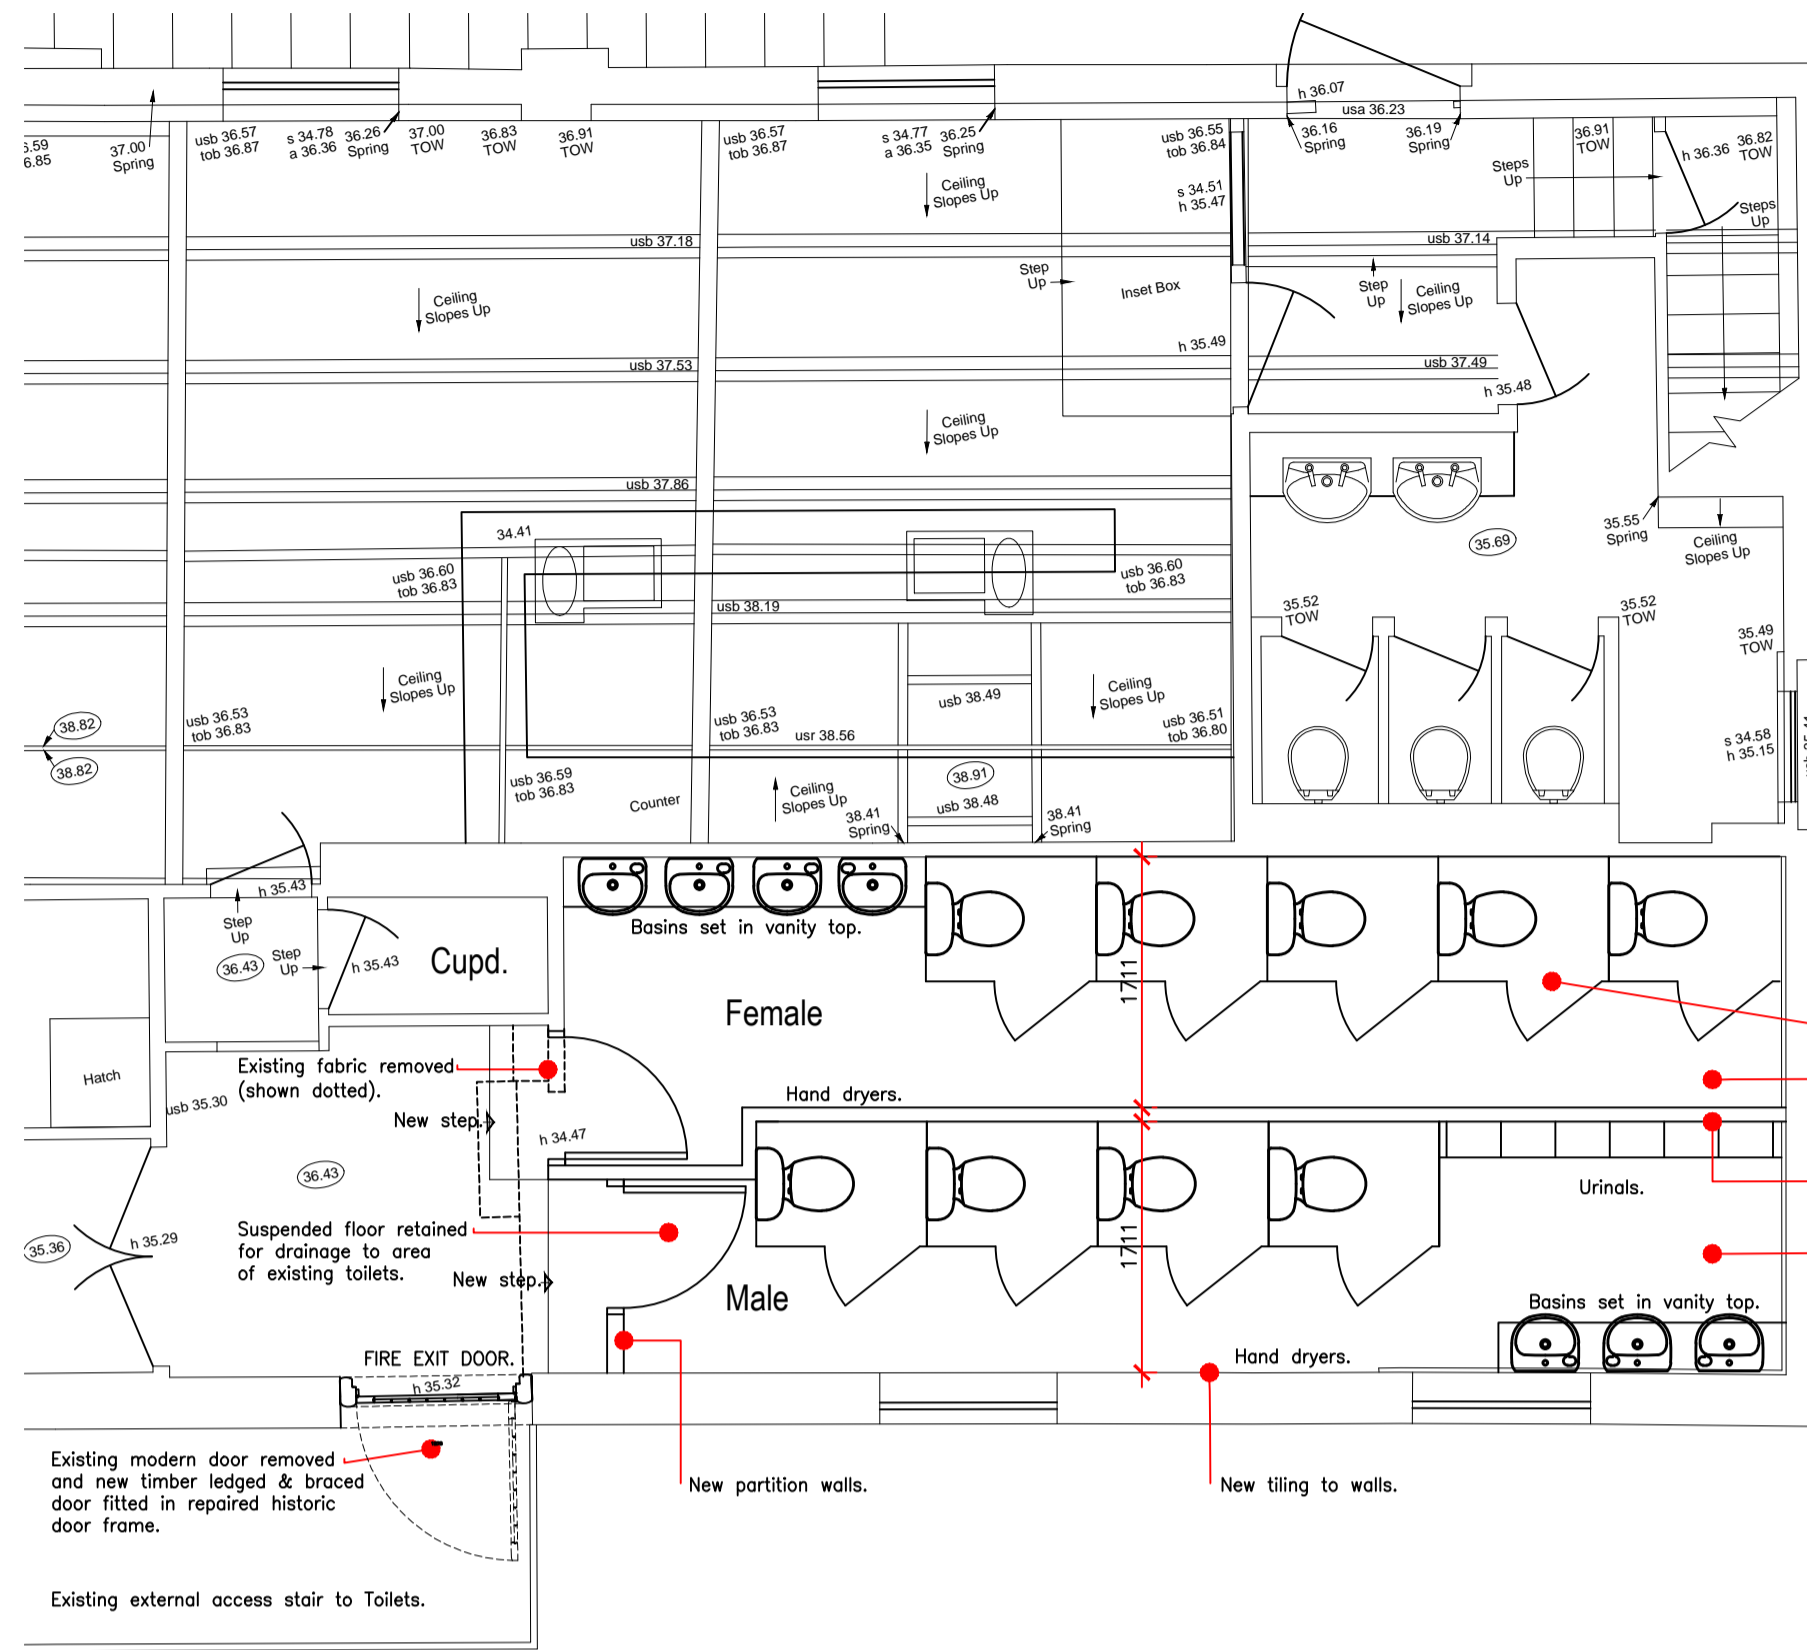 h 36.07
usa 36.23
5.59
6.85
37.00
Spring
usb 36.57
tob 36.87
s 34.78
a 36.36
36.26
Spring
37.00
TOW
36.83
TOW
36.91
TOW
usb 36.57
tob 36.87
s 34.77
a 36.35
36.25
Spring
usb 36.55
tob 36.84
36.16
Spring
36.19
Spring
36.91
TOW
h 36.36
36.82
TOW
Steps
Up
Steps
Up
Ceiling
Slopes Up
s 34.51
h 35.47
usb 37.18
usb 37.14
Step
Up
Inset Box
Step
Up
Ceiling
Slopes Up
Ceiling
Slopes Up
h 35.49
usb 37.53
usb 37.49
h 35.48
Ceiling
Slopes Up
usb 37.86
34.41
35.69
35.55
Spring
Ceiling
Slopes Up
usb 36.60
tob 36.83
usb 38.19
usb 36.60
tob 36.83
35.52
TOW
35.52
TOW
35.49
TOW
Ceiling
Slopes Up
usb 38.49
Ceiling
Slopes Up
38.82
usb 36.53
tob 36.83
usb 36.53
tob 36.83
usr 38.56
usb 36.51
tob 36.80
s 34.58
h 35.15
38.82
usb 36.59
tob 36.83
Counter
Ceiling
Slopes Up
38.91
usb 38.48
38.41
Spring
38.41
Spring
h 35.43
Step
Up
36.43
Step
Up
h 35.43
Cupd.
Basins set in vanity top.
Female
1711
Hatch
usb 35.30
Existing fabric removed
(shown dotted).
New step.
h 34.47
Hand dryers.
36.43
Urinals.
35.36
h 35.29
Suspended floor retained
for drainage to area
of existing toilets.
New step.
1711
Male
Basins set in vanity top.
FIRE EXIT DOOR.
h 35.32
Hand dryers.
Existing modern door removed
and new timber ledged & braced
door fitted in repaired historic
door frame.
New partition walls.
New tiling to walls.
Existing external access stair to Toilets.